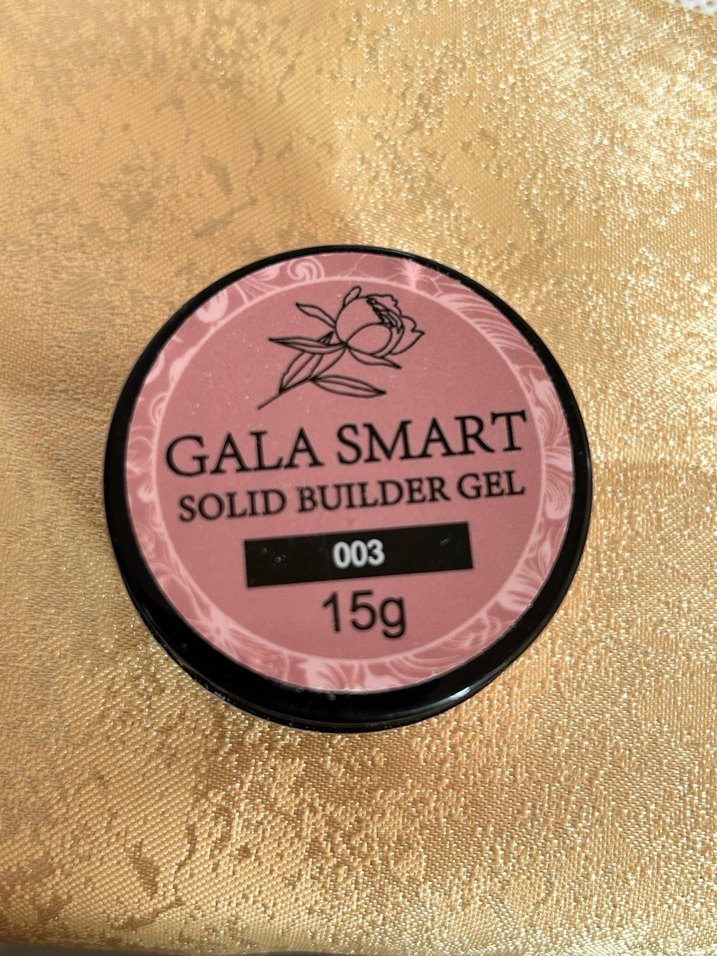 GALA SMART
SOLID BUILDER GEL
003
15g